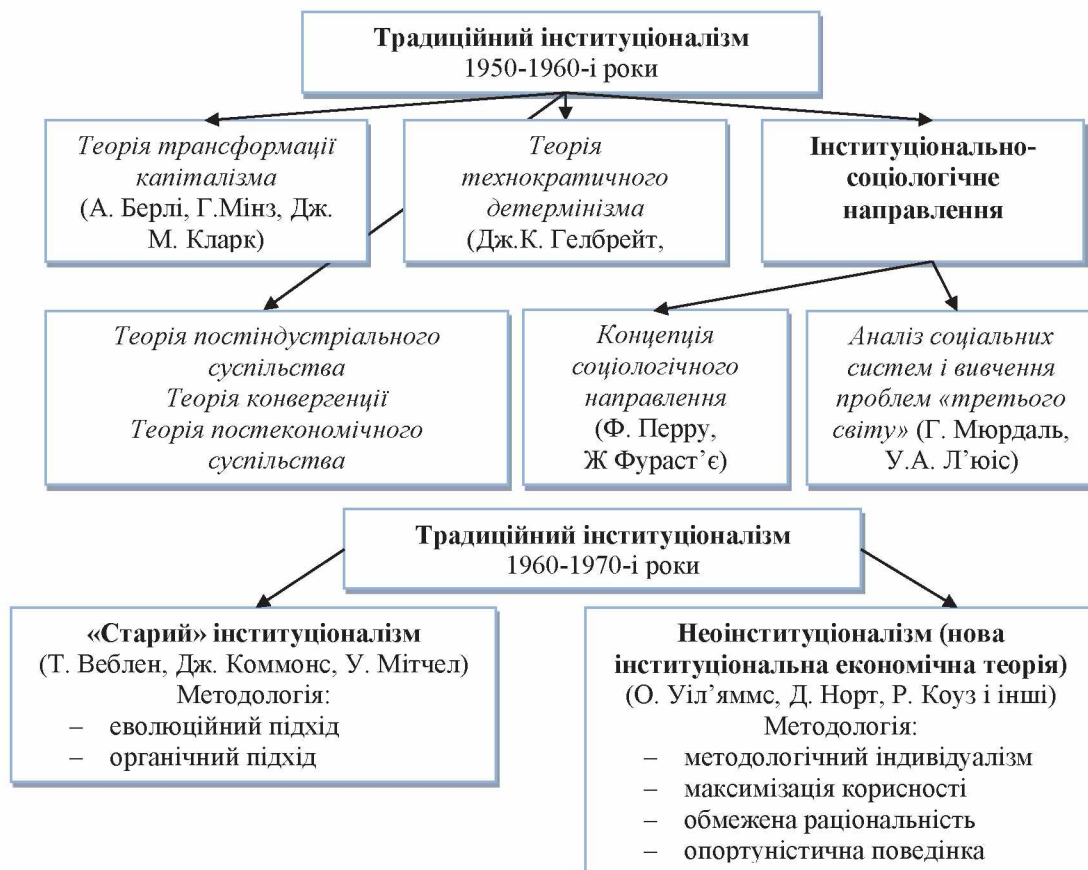 Традиційний інституціоналізм
1950-1960-і роки
Теорія трансформації
капіталізма
(А. Берлі, Г.Мінз, Дж.
М. Кларк)
Теорія
технократичного
детермінізма
(Дж.К. Гелбрейт,
Інституціонально-
соціологічне
направлення
Теорія постіндустріального
суспільства
Теорія конвергенції
Теорія постекономічного
суспільства
Концепція
соціологічного
направлення
(Ф. Перру,
Ж Фураст’є)
Аналіз соціальних
систем і вивчення
проблем «третього
світу» (Г. Мюрдаль,
У.А. Л’юіс)
Традиційний інституціоналізм
1960-1970-і роки
«Старий» інституціоналізм
(Т. Веблен, Дж. Коммонс, У. Мітчел)
Методологія:
– еволюційний підхід
– органічний підхід
Неоінституціоналізм (нова
інституціональна економічна теорія)
(О. Уіл’яммс, Д. Норт, Р. Коуз і інші)
Методологія:
– методологічний індивідуалізм
– максимізація корисності
– обмежена раціональність
– опортуністична поведінка